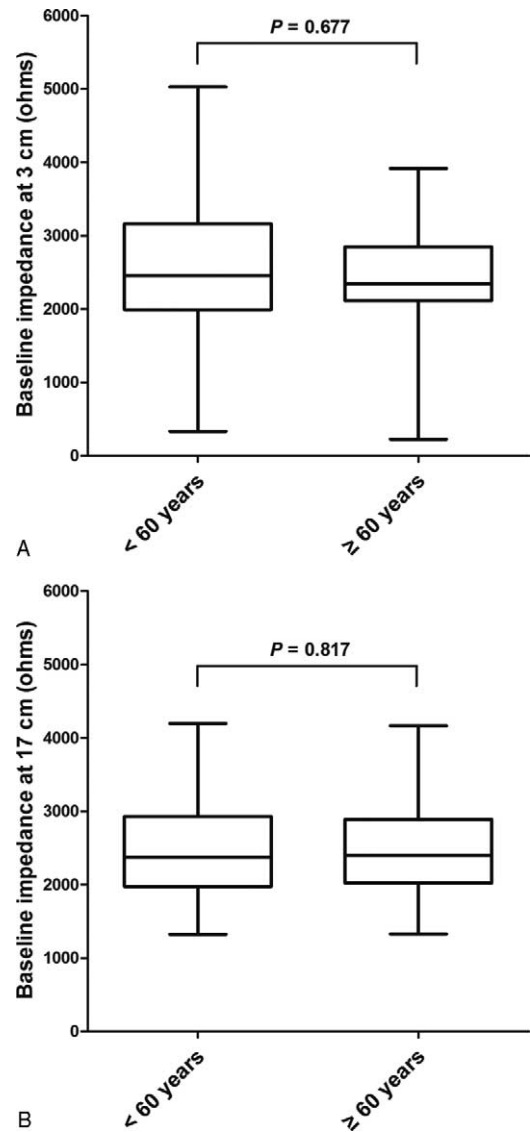 6000
5000
4000
3000
2000
1000
0
Baseline impedance at 3 cm (ohms)
P = 0.677
< 60 years
≥ 60 years
A
6000
5000
4000
3000
2000
1000
0
Baseline impedance at 17 cm (ohms)
P = 0.817
< 60 years
≥ 60 years
B